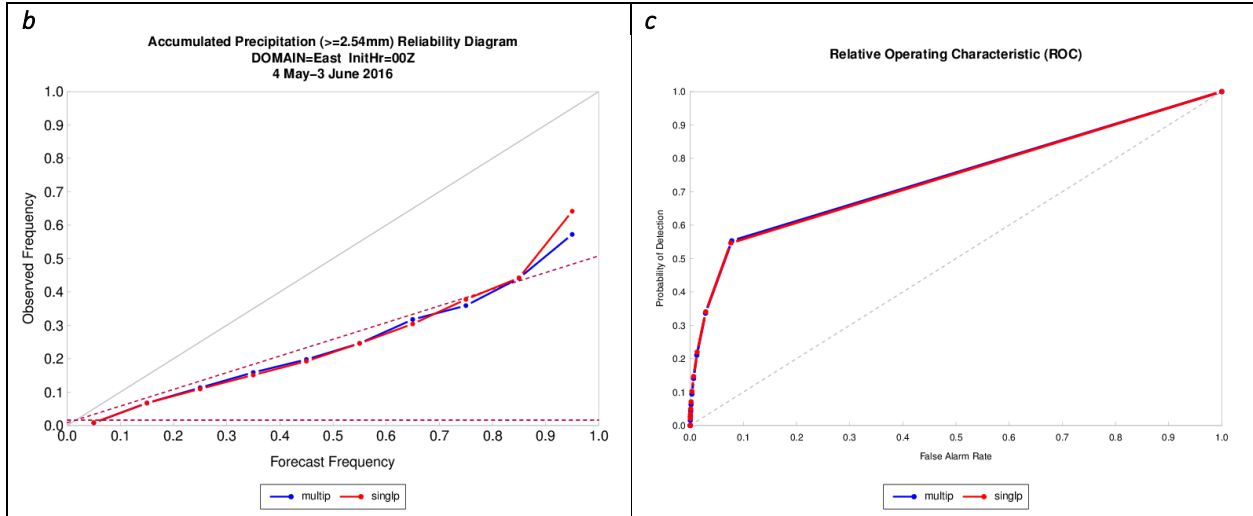 b
Accumulated Precipitation (>=2.54mm) Reliability Diagram
DOMAIN=East InitHr=00Z
4 May–3 June 2016
Observed Frequency
1.0
0.9
0.8
0.7
0.6
0.5
0.4
0.3
0.2
0.1
0.0
0.0 0.1 0.2 0.3 0.4 0.5 0.6 0.7 0.8 0.9 1.0
Forecast Frequency
multip singlp
c
Relative Operating Characteristic (ROC)
Probability of Detection
1.0
0.9
0.8
0.7
0.6
0.5
0.4
0.3
0.2
0.1
0.0
0.0 0.1 0.2 0.3 0.4 0.5 0.6 0.7 0.8 0.9 1.0
False Alarm Rate
multip singlp